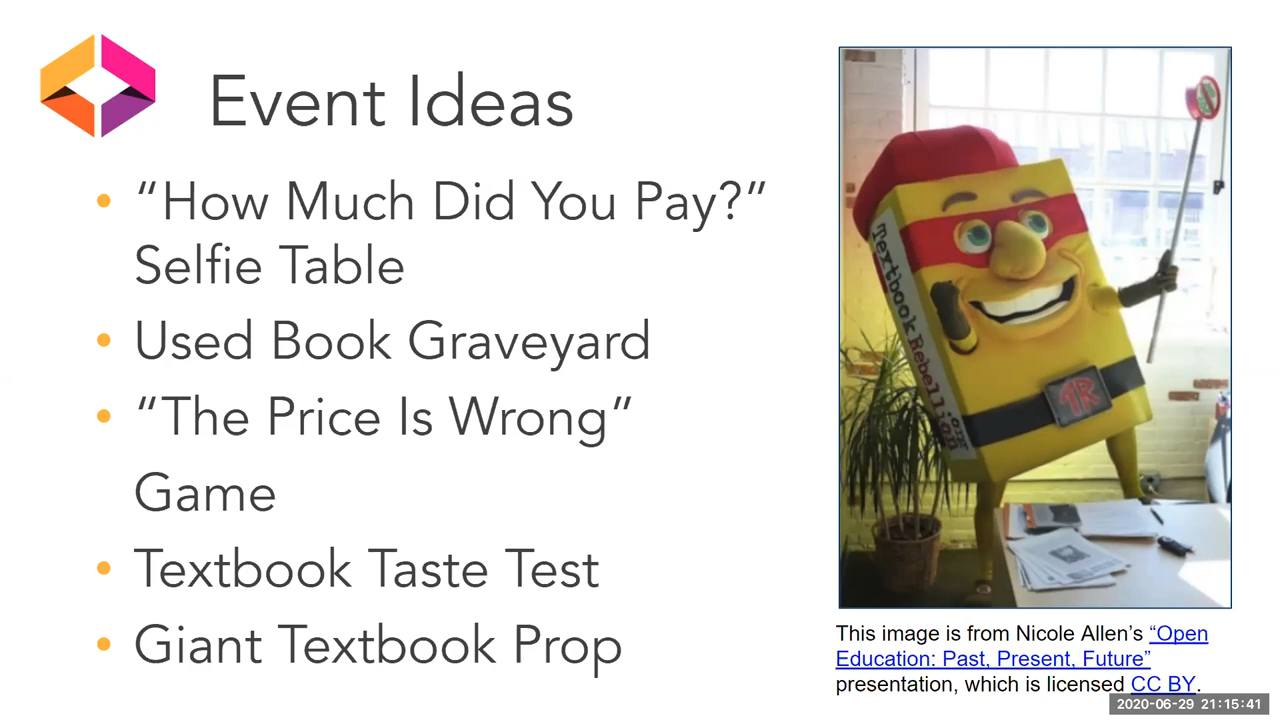 Event Ideas
• “How Much Did You Pay?”
Selfie Table
• Used Book Graveyard
• “The Price Is Wrong”
Game
• Textbook Taste Test
• Giant Textbook Prop
Textbook Rebellion
TR
This image is from Nicole Allen’s “Open
Education: Past, Present, Future”
presentation, which is licensed CC BY.
2020-06-29 21:15:41